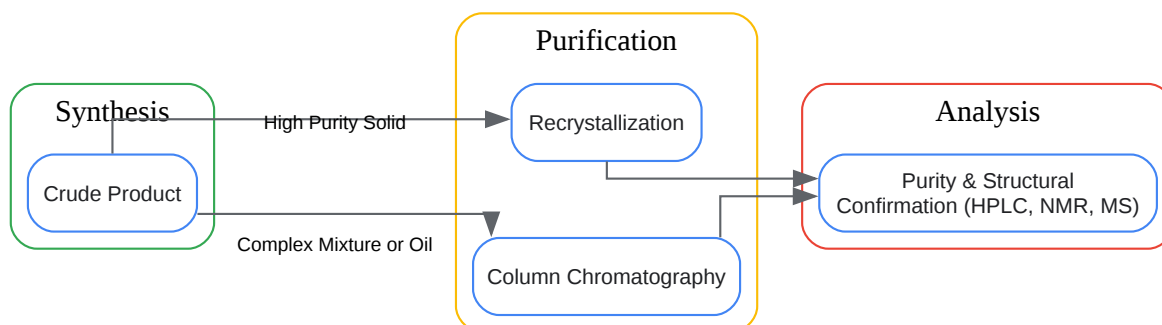 Purification
Synthesis
Analysis
High Purity Solid
Recrystallization
Crude Product
Purity & Structural
Confirmation (HPLC, NMR, MS)
Complex Mixture or Oil
Column Chromatography